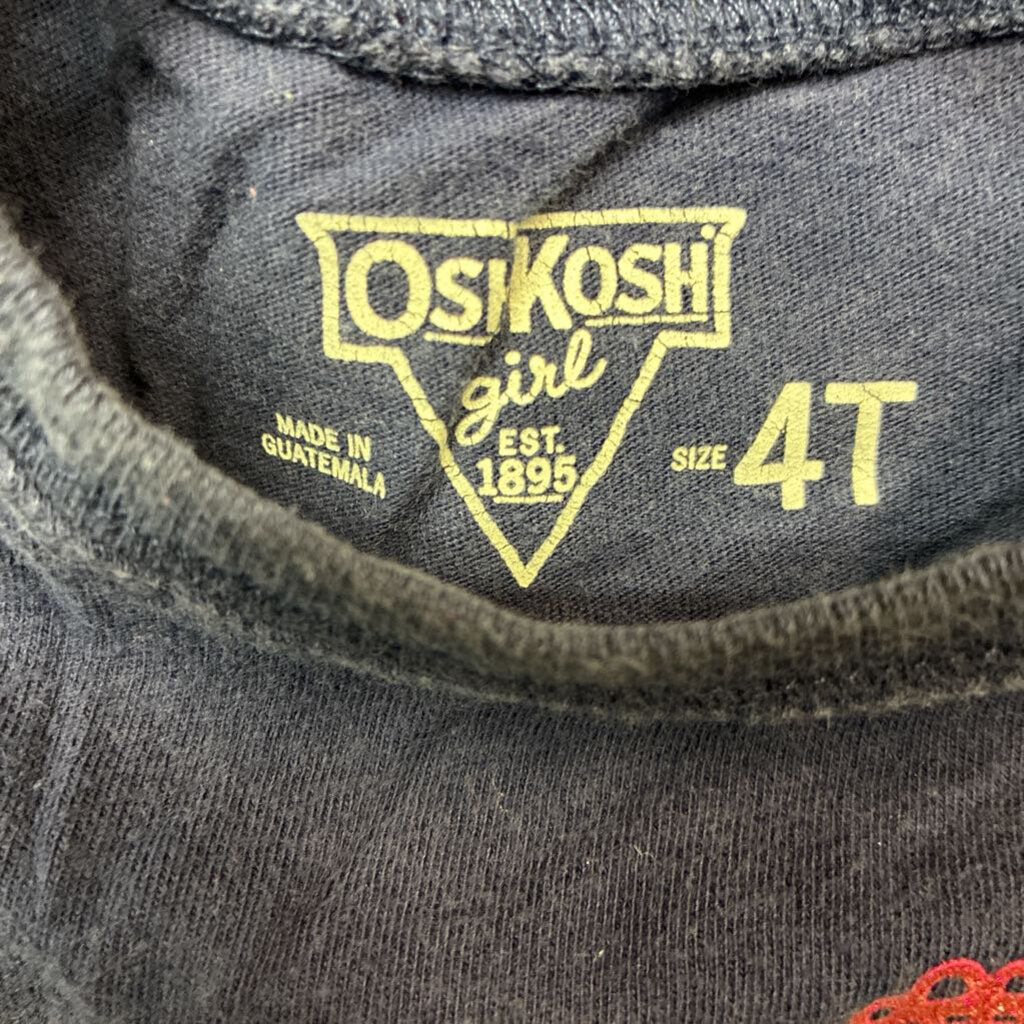 OSHKOSH
girl
EST.
1895
MADE IN
GUATEMALA
SIZE 4T